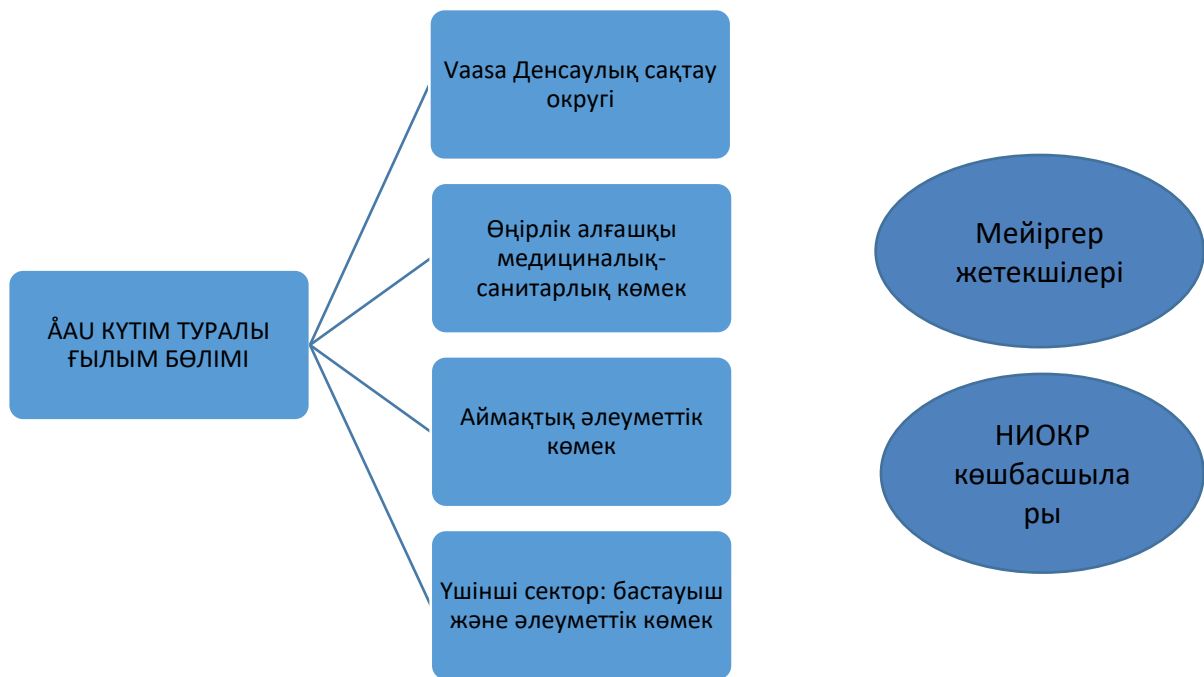 Vaasa Денсаулық сақтау
округі
Өңірлік алғашқы
медициналық-
санитарлық көмек
ÅAU КҮТІМ ТУРАЛЫ
ҒЫЛЫМ БӨЛІМІ
Аймақтық әлеуметтік
көмек
Үшінші сектор: бастауыш
және әлеуметтік көмек
Мейіргер
жетекшілері
НИОКР
көшбасшыла
ры